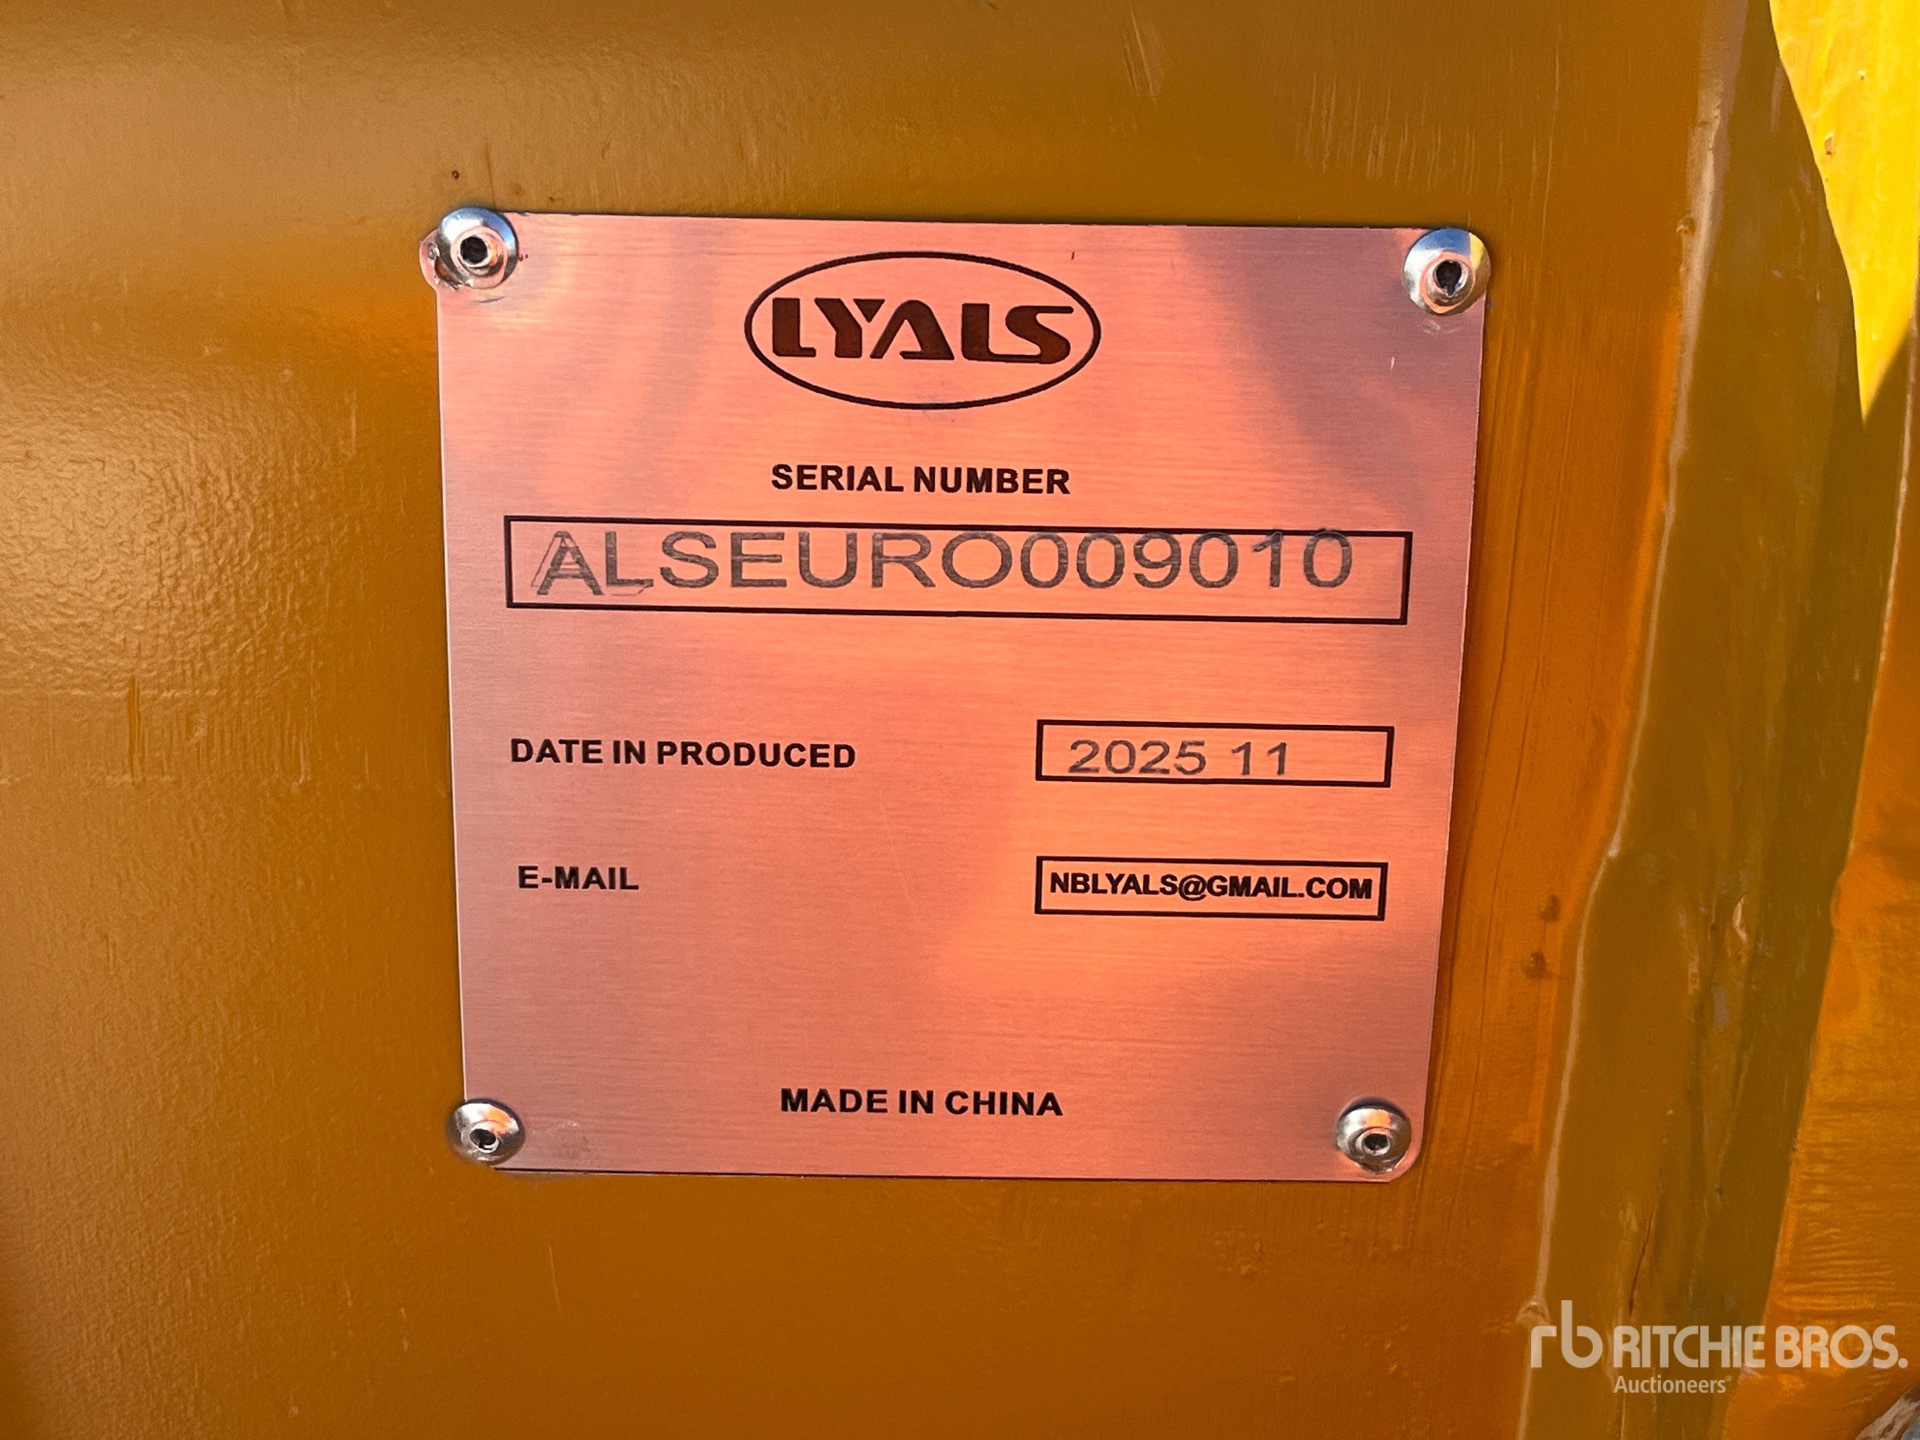 LYALS
SERIAL NUMBER
ALSEURO009010
DATE IN PRODUCED 2025 11
E-MAIL NBLYALS@GMAIL.COM
MADE IN CHINA
rb RITCHIE BROS.
Auctioneers